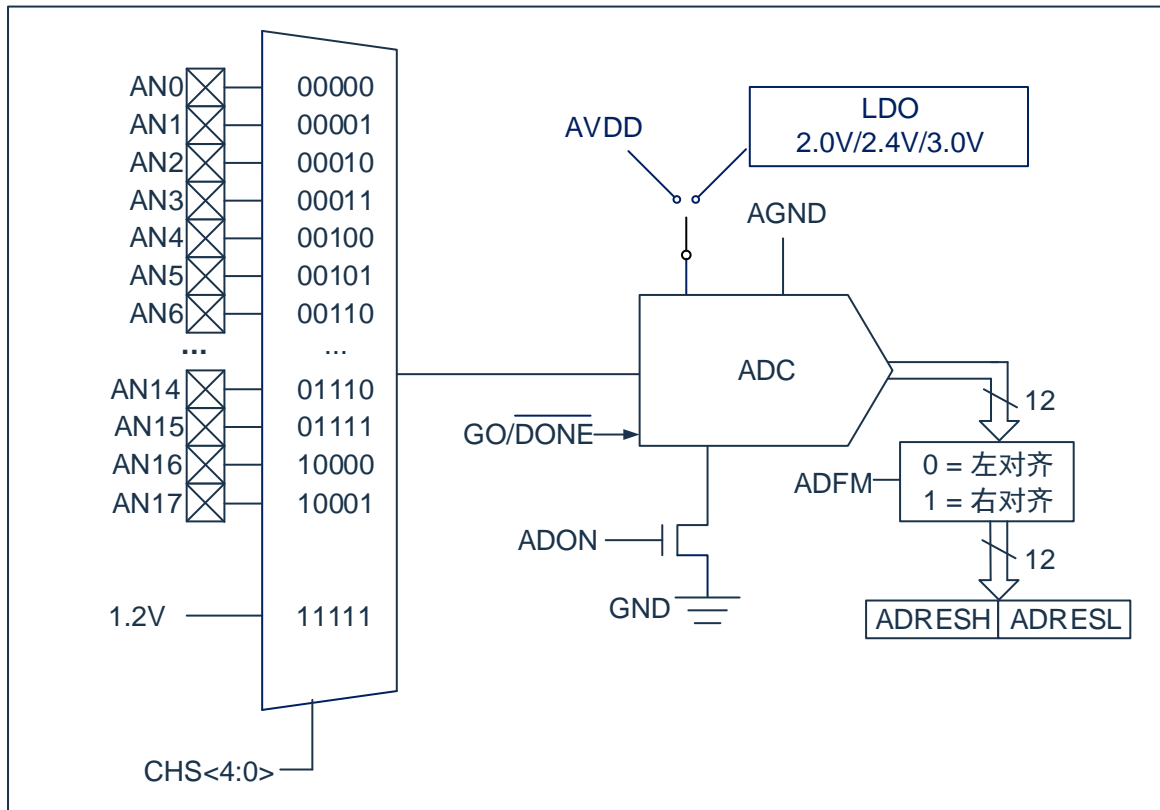 AN0 00000
AN1 00001
AN2 00010
AN3 00011
AN4 00100
AN5 00101
AN6 00110
... ...
AN14 01110
AN15 01111
AN16 10000
AN17 10001
1.2V 11111
CHS<4:0>
AVDD
LDO
2.0V/2.4V/3.0V
AGND
ADC
GO/DONE
12
ADFM
0 = 左对齐
1 = 右对齐
ADON
12
GND
ADRESH ADRESL